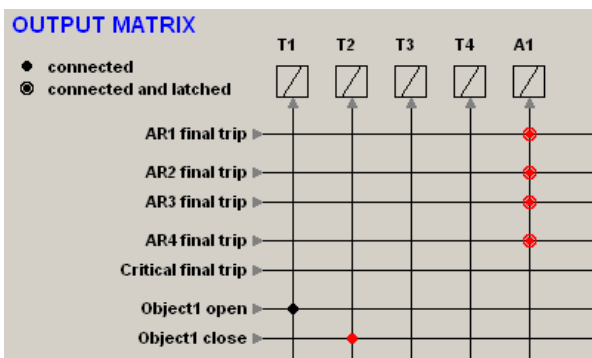 OUTPUT MATRIX
T1 T2 T3 T4 A1
connected
connected and latched
AR1 final trip
AR2 final trip
AR3 final trip
AR4 final trip
Critical final trip
Object1 open
Object1 close